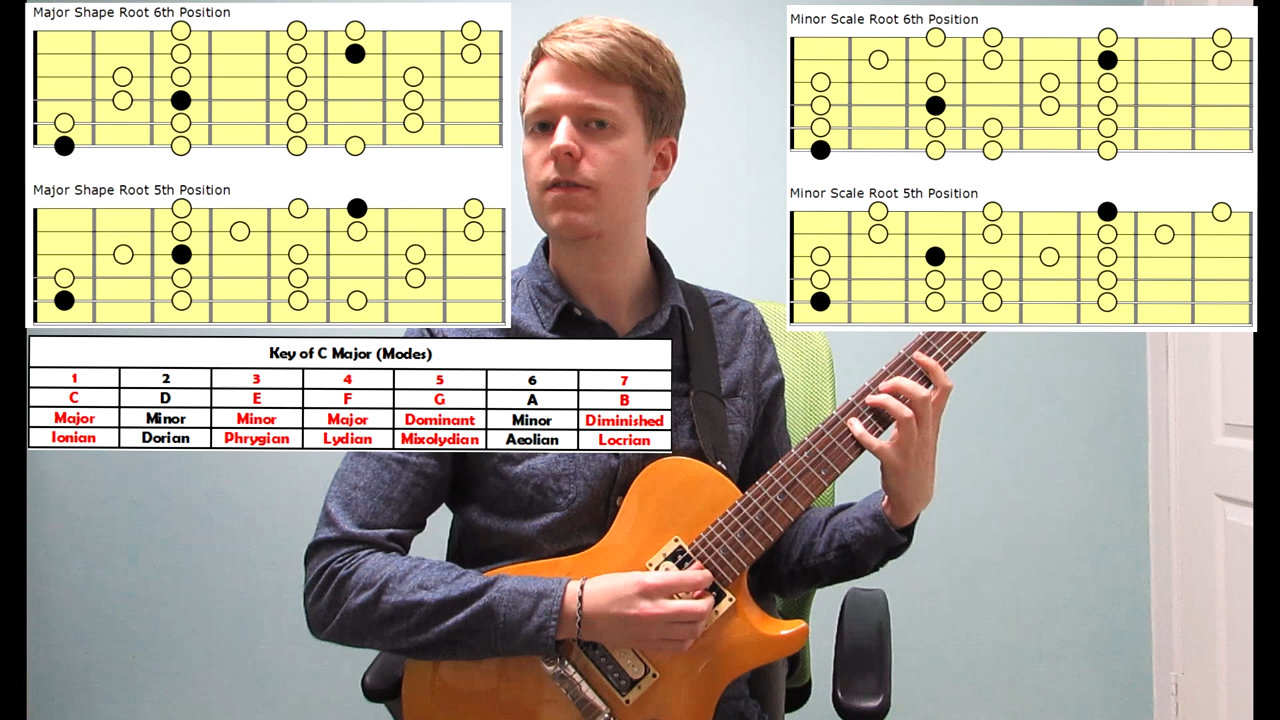 Major Shape Root 6th Position
Minor Scale Root 6th Position
Major Shape Root 5th Position
Minor Scale Root 5th Position
Key of C Major (Modes)
1 2 3 4 5 6 7
C D E F G A B
Major Minor Minor Major Dominant Minor Diminished
Ionian Dorian Phrygian Lydian Mixolydian Aeolian Locrian